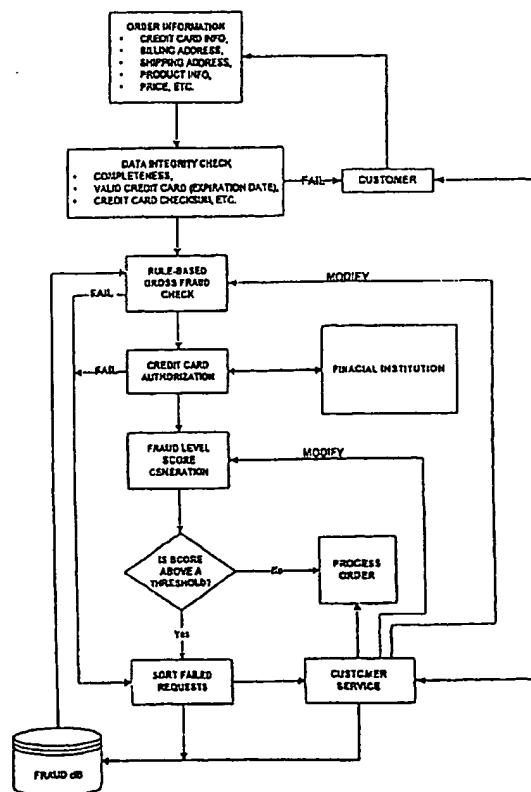 ORDER INFORMATION
• CREDIT CARD INFO,
• BILLING ADDRESS,
• SHIPPING ADDRESS,
• PRODUCT INFO,
• PRICE, ETC.
DATA INTEGRITY CHECK
• COMPLETENESS,
• VALID CREDIT CARD (EXPIRATION DATE),
• CREDIT CARD CHECKSUM, ETC.
FAIL
CUSTOMER
RULE-BASED
GROSS FRAUD
CHECK
MODIFY
FAIL
CREDIT CARD
AUTHORIZATION
FAIL
FINACIAL INSTITUTION
FRAUD LEVEL
SCORE
GENERATION
MODIFY
IS SCORE
ABOVE A
THRESHOLD?
No
PROCESS
ORDER
Yes
SORT FAILED
REQUESTS
CUSTOMER
SERVICE
FRAUD dB